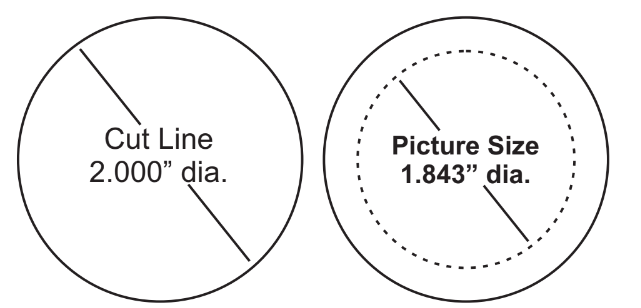 Cut Line
2.000” dia.
Picture Size
1.843” dia.